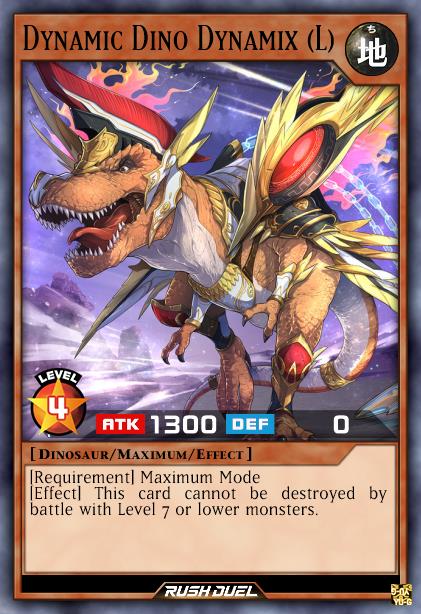 Dynamic Dino Dynamix (L)
ち
地
LEVEL
4
ATK 1300 DEF 0
[Dinosaur/Maximum/Effect]
[Requirement] Maximum Mode
[Effect] This card cannot be destroyed by
battle with Level 7 or lower monsters.
RUSH DUEL